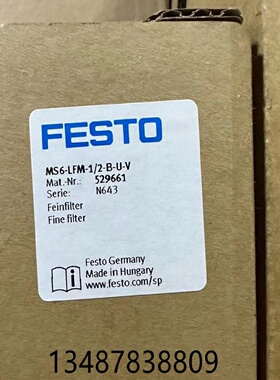 FESTO
MS6-LFM-1/2-B-U-V
Mat.-Nr.: 529661
Serie: N643
Feinfilter
Fine filter
Festo Germany
Made in Hungary
www.festo.com/sp
13487838809